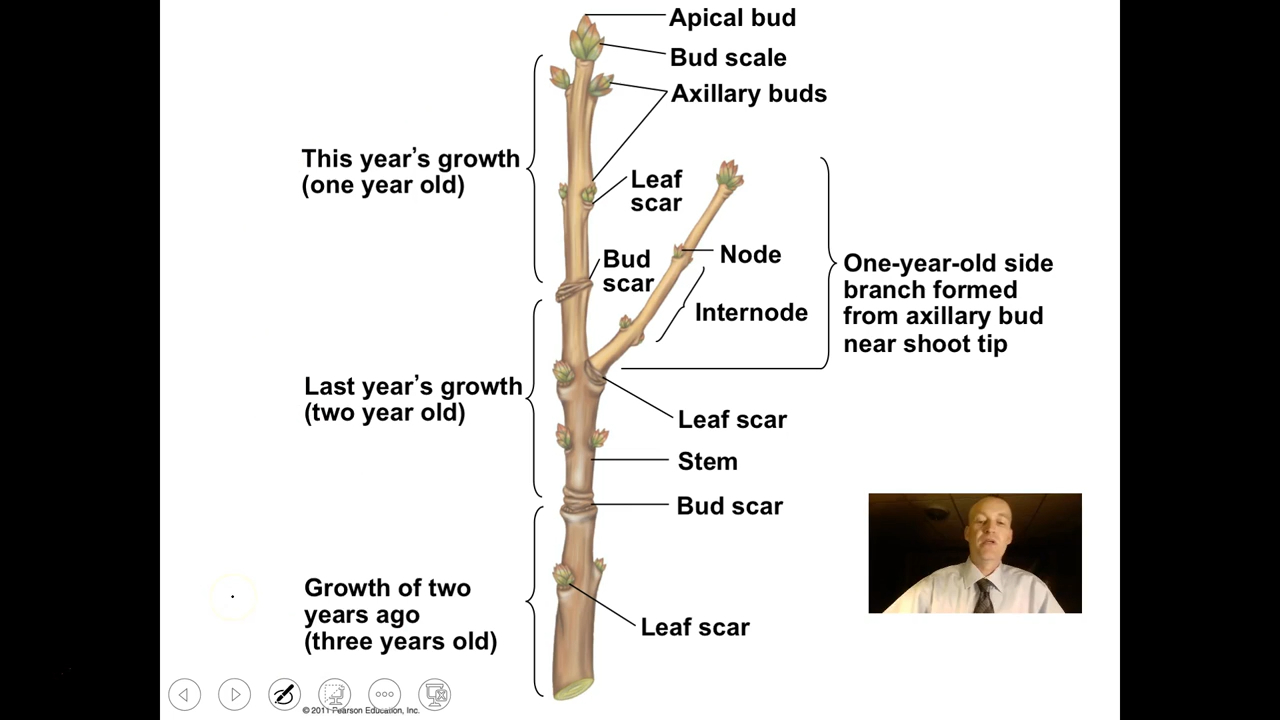 Apical bud
Bud scale
Axillary buds
This year’s growth
(one year old)
Leaf
scar
Bud
scar
Node
Internode
One-year-old side
branch formed
from axillary bud
near shoot tip
Last year’s growth
(two year old)
Leaf scar
Stem
Bud scar
Growth of two
years ago
(three years old)
Leaf scar
© 2011 Pearson Education, Inc.